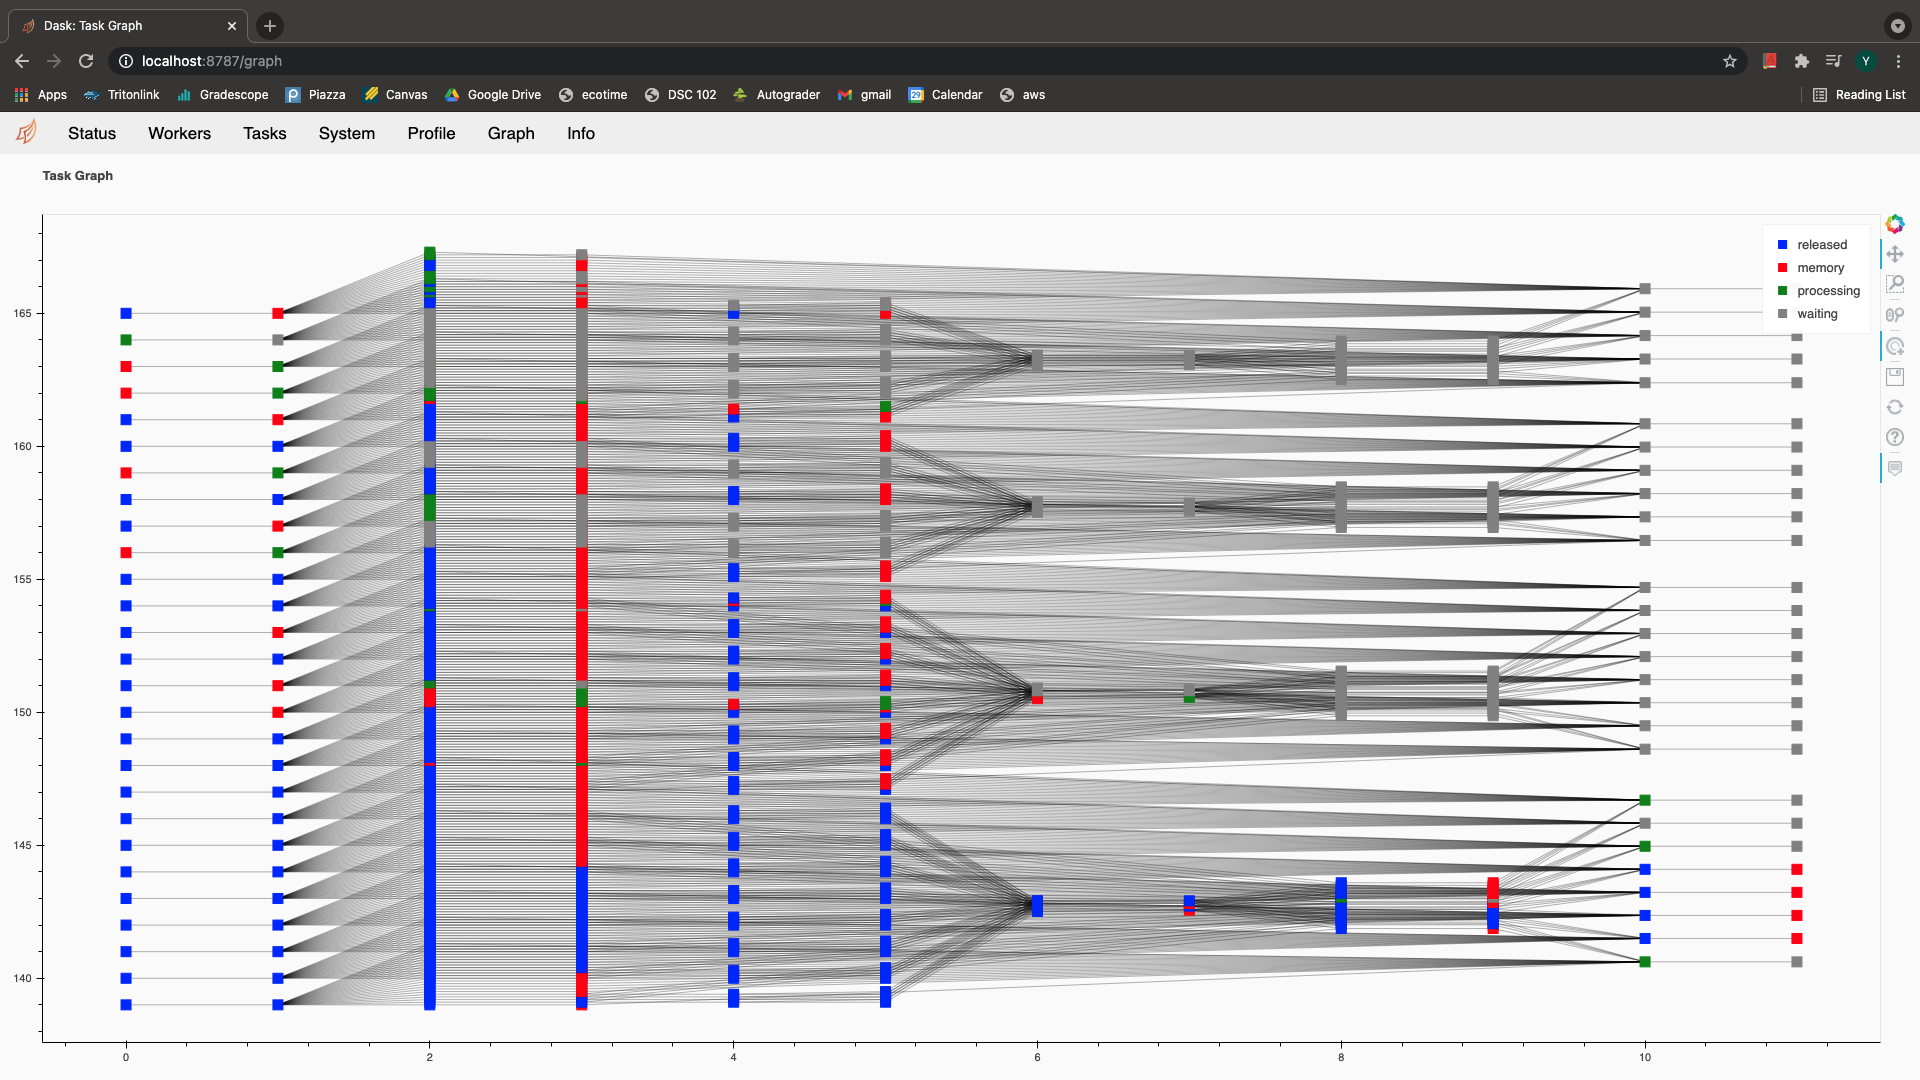 Dask: Task Graph
localhost:8787/graph
Y
Apps Tritonlink Gradescope Piazza Canvas Google Drive ecotime DSC 102 Autograder gmail 29 Calendar aws Reading List
Status Workers Tasks System Profile Graph Info
Task Graph
released
memory
processing
waiting
165
160
155
150
145
140
0 2 4 6 8 10